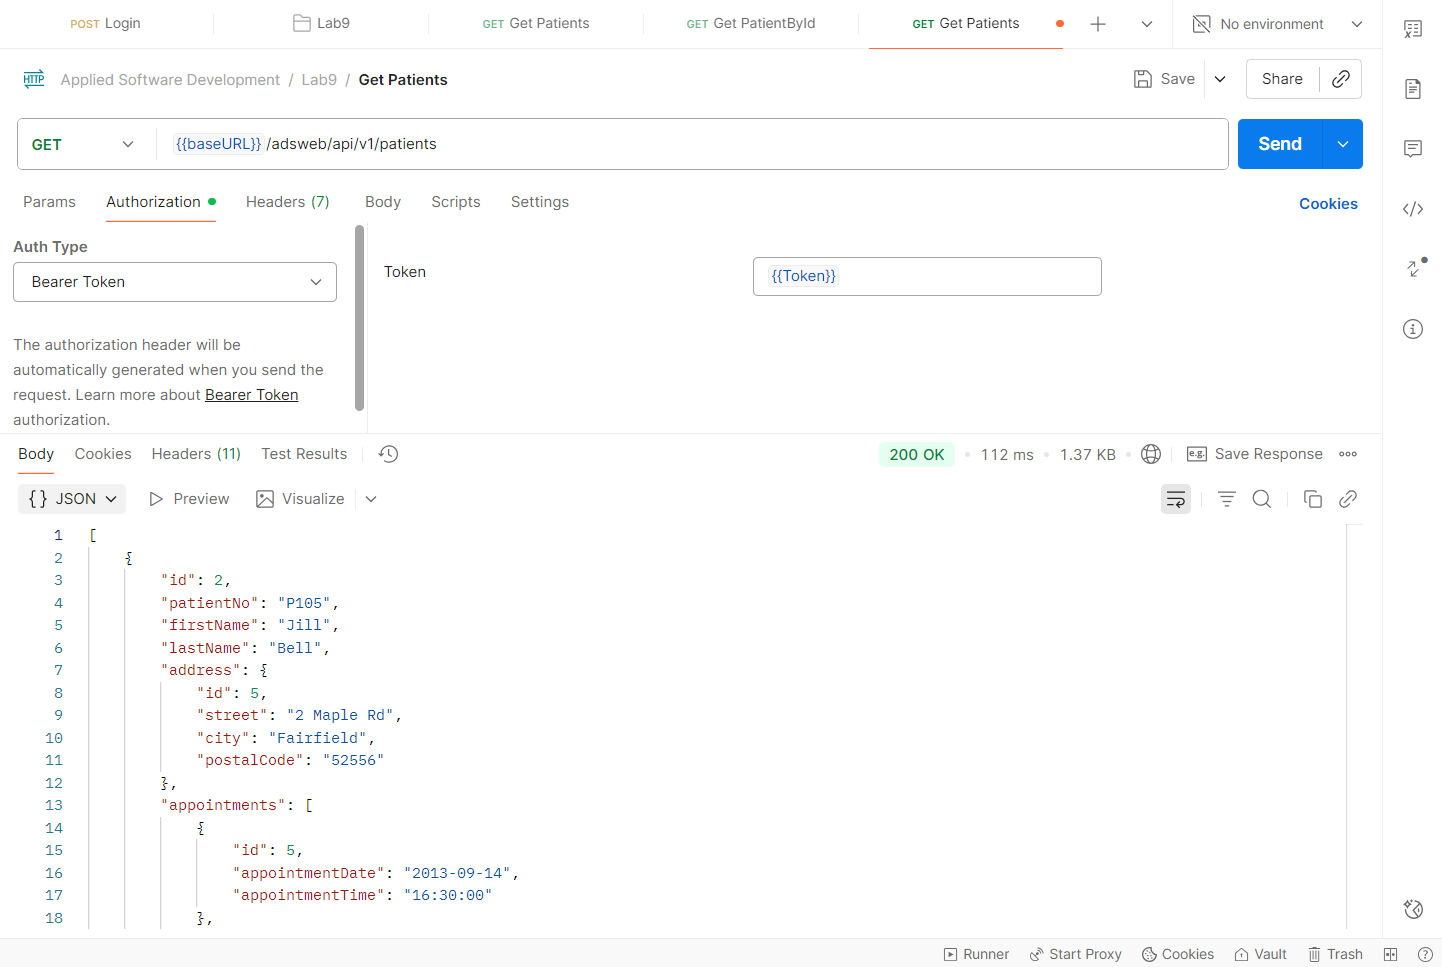 POST Login
Lab9
GET Get Patients
GET Get PatientById
GET Get Patients
No environment
HTTP Applied Software Development / Lab9 / Get Patients
Save
Share
GET
{{baseURL}} /adsweb/api/v1/patients
Send
Params
Authorization
Headers (7)
Body
Scripts
Settings
Cookies
Auth Type
Bearer Token
The authorization header will be
automatically generated when you send the
request. Learn more about Bearer Token
authorization.
Token
{{Token}}
Body
Cookies
Headers (11)
Test Results
200 OK
112 ms
1.37 KB
e.g. Save Response
{} JSON
Preview
Visualize
1 [
2 {
3 "id": 2,
4 "patientNo": "P105",
5 "firstName": "Jill",
6 "lastName": "Bell",
7 "address": {
8 "id": 5,
9 "street": "2 Maple Rd",
10 "city": "Fairfield",
11 "postalCode": "52556"
12 },
13 "appointments": [
14 {
15 "id": 5,
16 "appointmentDate": "2013-09-14",
17 "appointmentTime": "16:30:00"
18 },
Runner
Start Proxy
Cookies
Vault
Trash